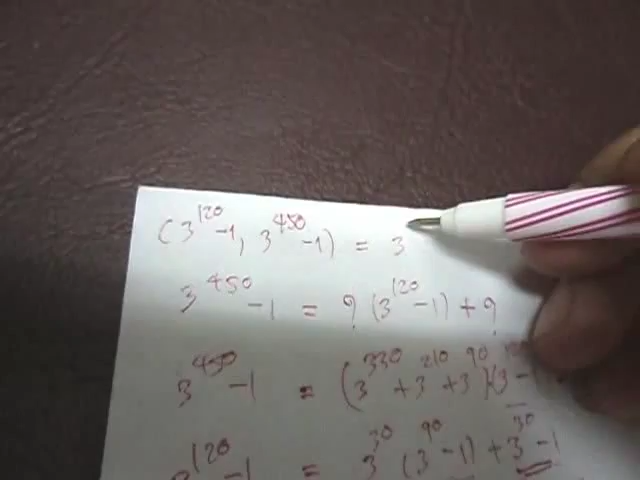 (3^120 - 1, 3^450 - 1) = 3
3^450 - 1 = ? (3^120 - 1) + ?
3^450 - 1 = (3^330 + 3^210 + 3^90)(3 -
3^120 - 1 = 3^30 (3^90 - 1) + 3^30 - 1